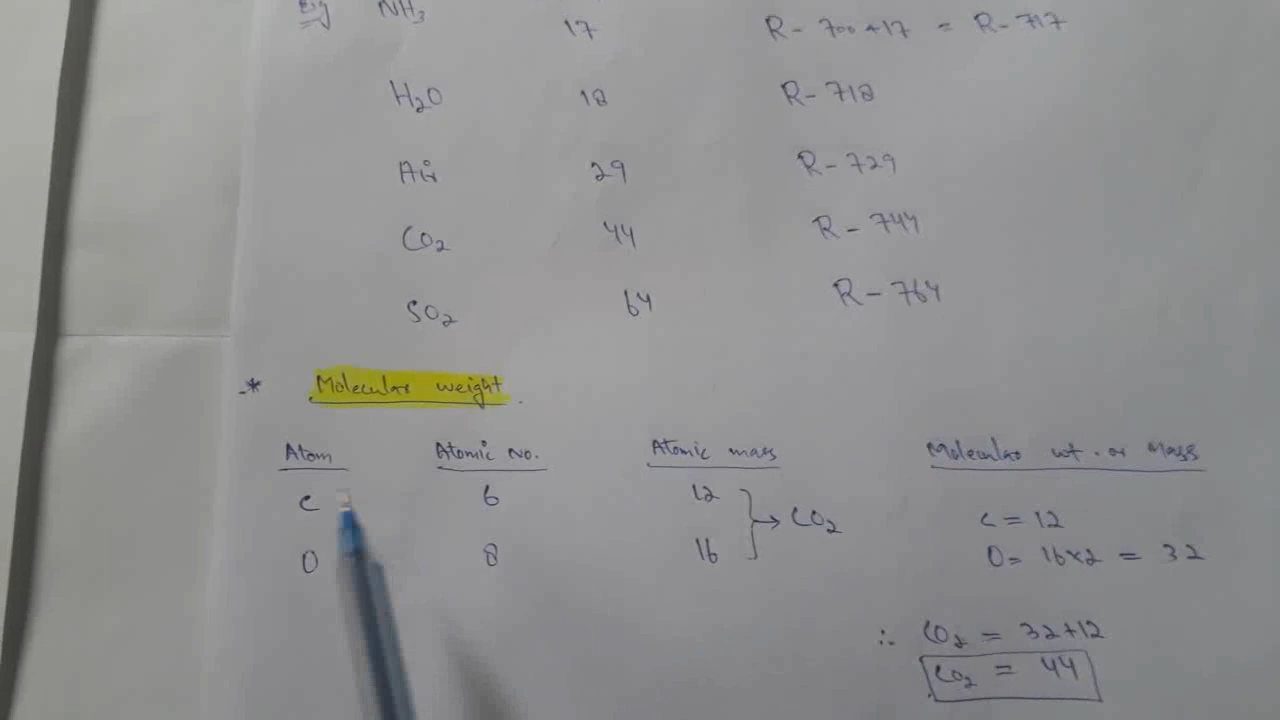 Eg NH₃ 17 R-700+17 = R-717
H₂O 18 R-718
Air 29 R-729
CO₂ 44 R-744
SO₂ 64 R-764
* Molecular weight
Atom Atomic No. Atomic mass Molecular wt. or Mass
C 6 12 → CO₂ C = 12
O 8 16 O = 16×2 = 32
∴ CO₂ = 32+12
CO₂ = 44